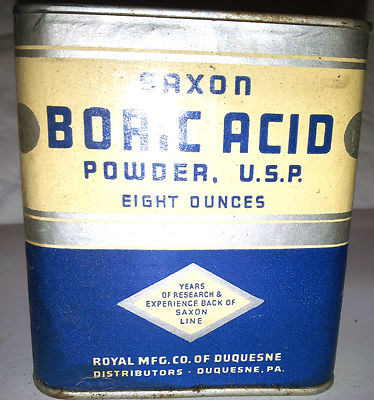 SAXON
BORIC ACID
POWDER, U.S.P.
EIGHT OUNCES
YEARS
OF RESEARCH &
EXPERIENCE BACK OF
SAXON
LINE
ROYAL MFG. CO. OF DUQUESNE
DISTRIBUTORS - DUQUESNE, PA.